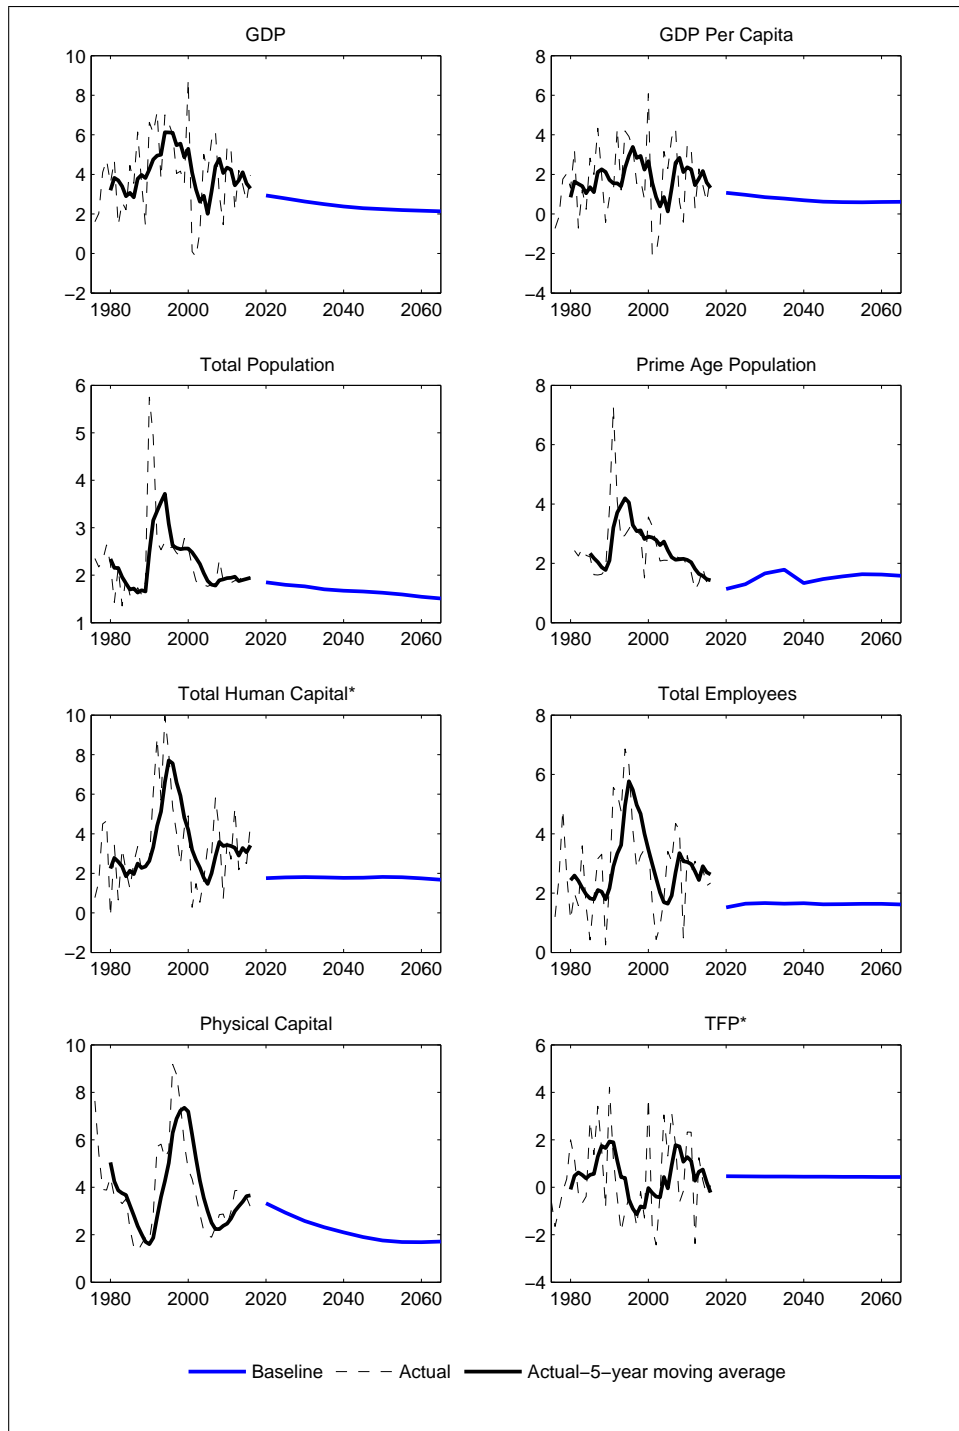 GDP
GDP Per Capita
10
8
6
4
2
0
−2
1980 2000 2020 2040 2060
8
6
4
2
0
−2
−4
1980 2000 2020 2040 2060
Total Population
Prime Age Population
6
5
4
3
2
1
1980 2000 2020 2040 2060
8
6
4
2
0
1980 2000 2020 2040 2060
Total Human Capital*
Total Employees
10
8
6
4
2
0
−2
1980 2000 2020 2040 2060
8
6
4
2
0
1980 2000 2020 2040 2060
Physical Capital
TFP*
10
8
6
4
2
0
1980 2000 2020 2040 2060
6
4
2
0
−2
−4
1980 2000 2020 2040 2060
Baseline Actual Actual−5−year moving average